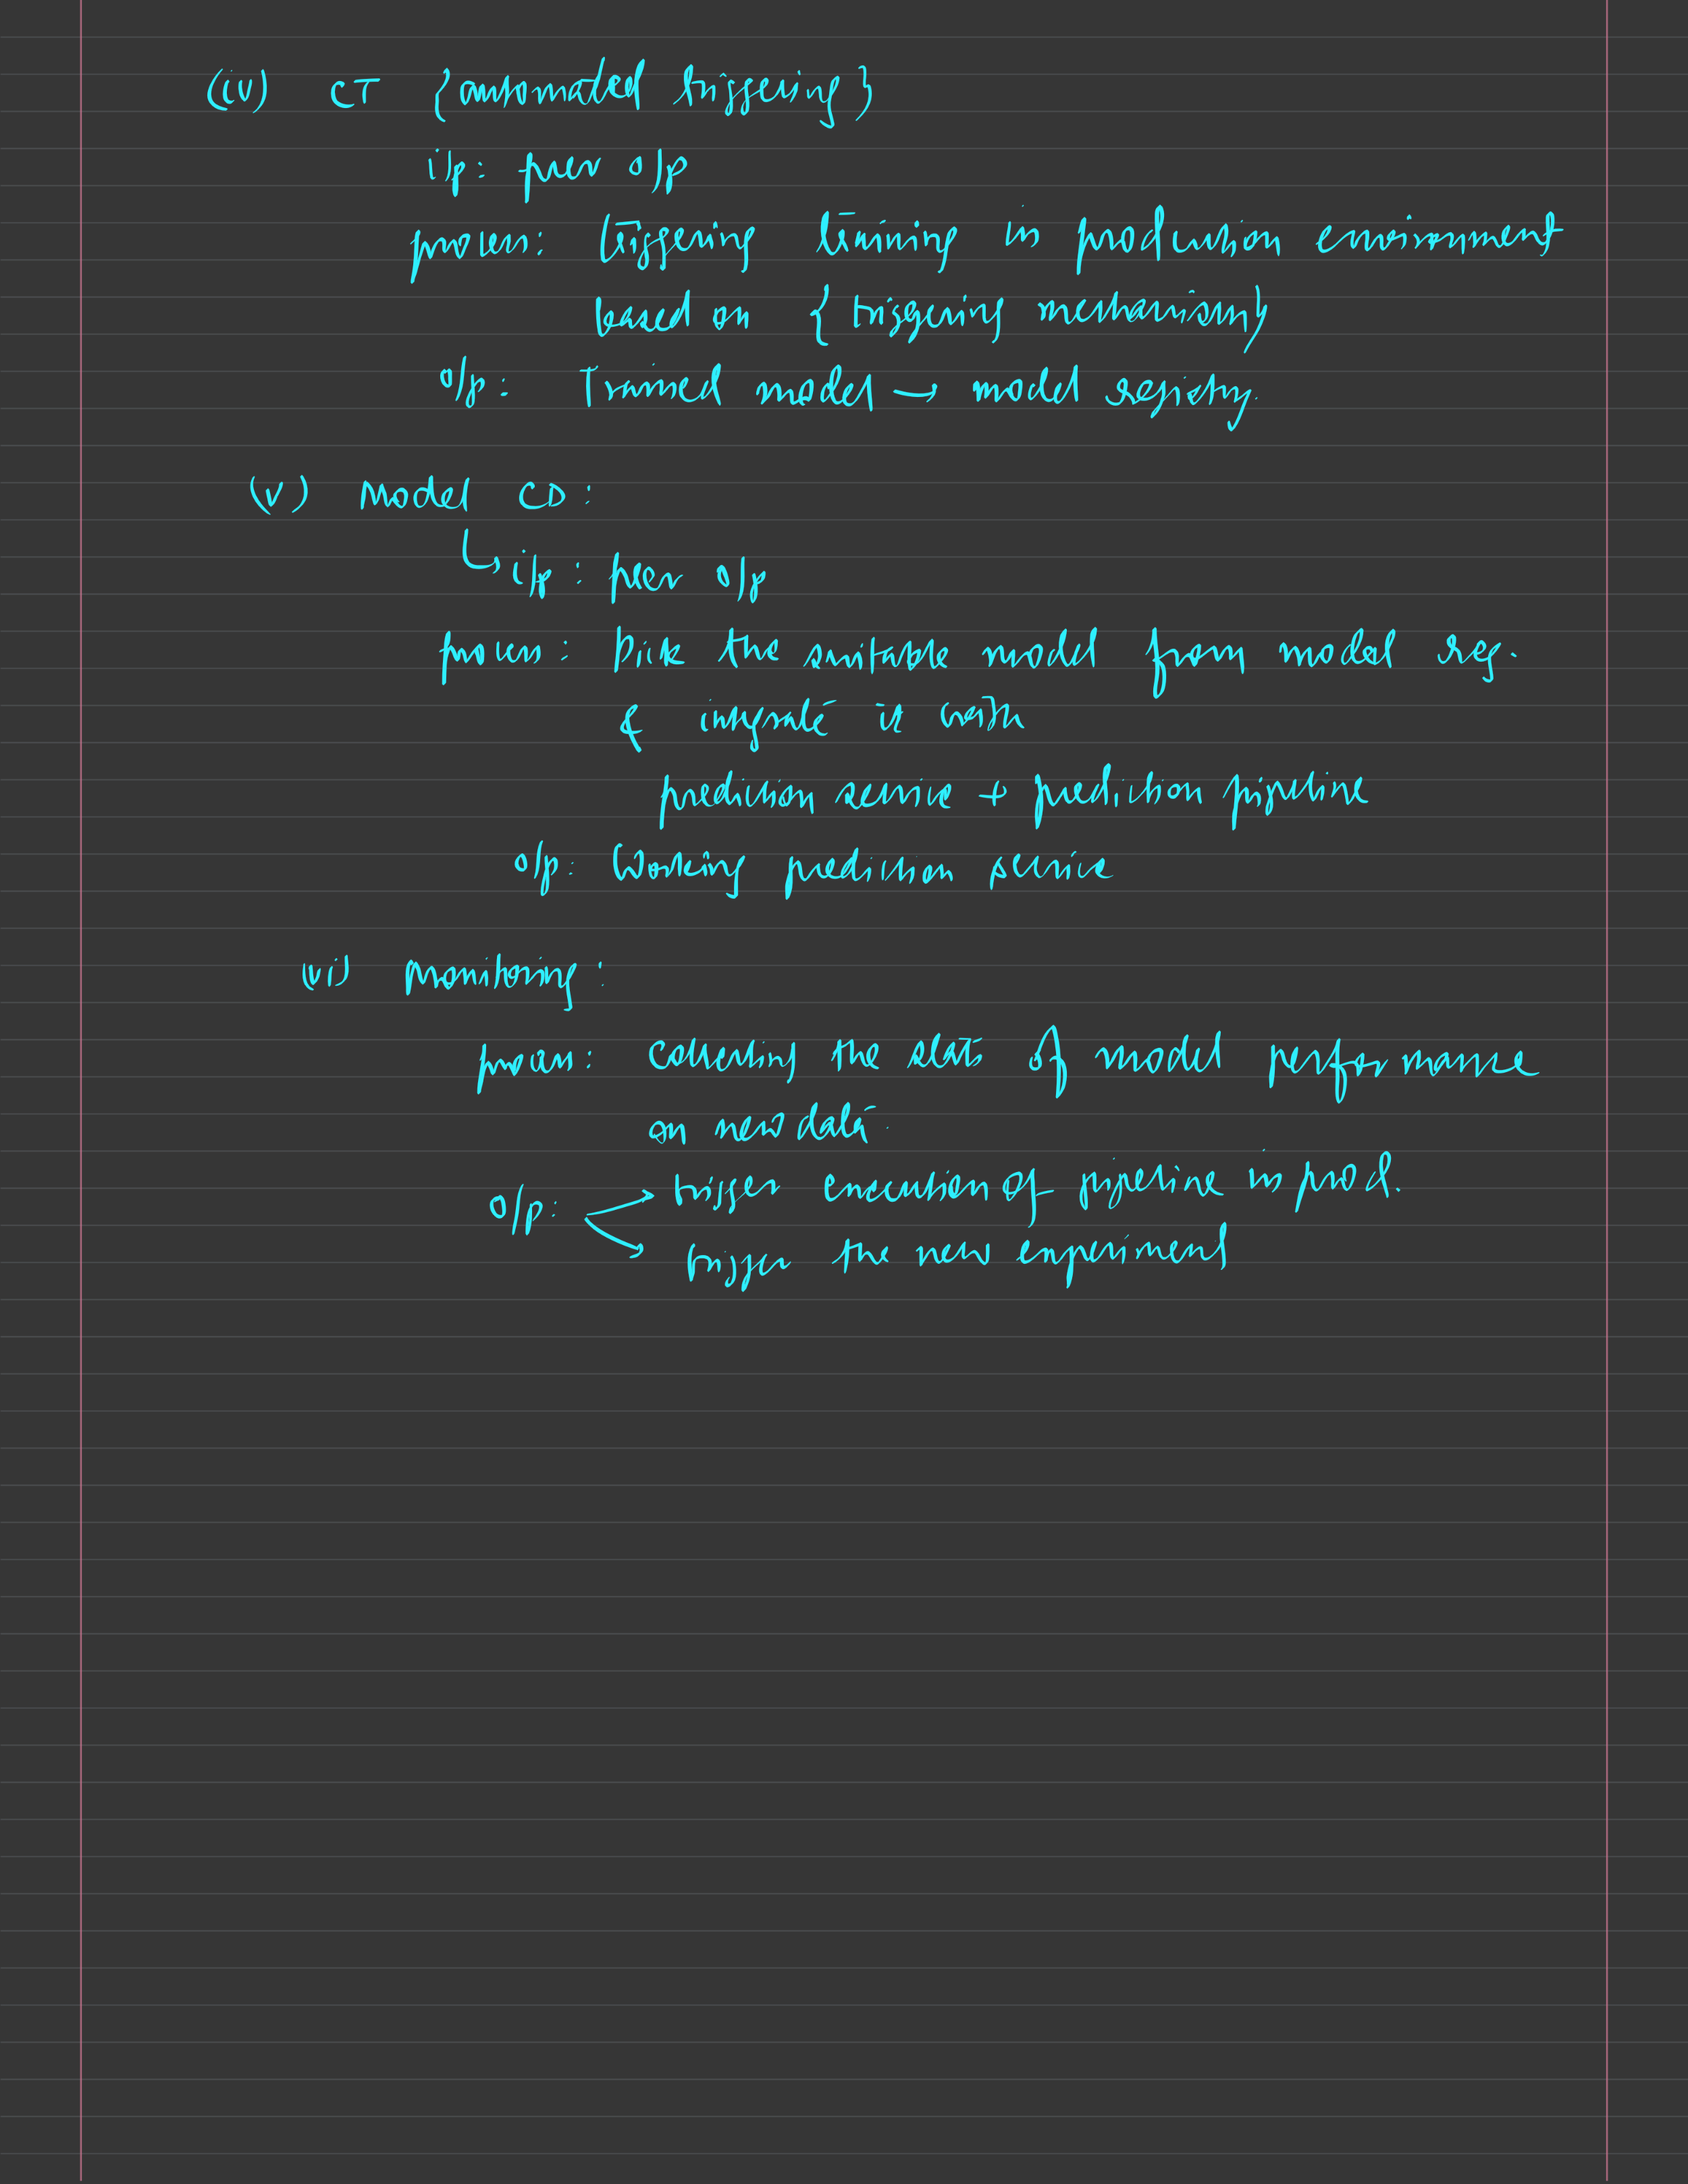 (iv) CT {automated triggering}
i/p: prev o/p
process: Triggering training in production environment
based on {triggering mechanism}
o/p: Trained model → model registry.
(v) Model CD:
↳ i/p: prev o/p
process: Pick the suitable model from model reg.
& integrate it with
prediction service + prediction pipeline
o/p: Working prediction service
(vi) Monitoring:
process: the stats of model performance
on new data.
o/p: trigger execution of pipeline in prod.
trigger the new experiment